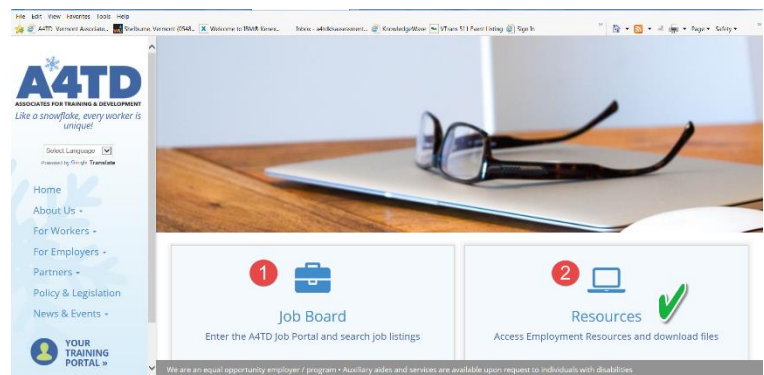 File Edit View Favorites Tools Help
A4TD Vermont Associate... Shelburne, Vermont (0548... Welcome to IBM® Kenex... Inbox - KnowledgeWave VTrans 511 Event Listing Sign In Page Safety
A4TD
ASSOCIATES FOR TRAINING & DEVELOPMENT
Like a snowflake, every worker is
unique!
Select Language
Powered by Google Translate
Home
About Us
For Workers
For Employers
Partners
Policy & Legislation
News & Events
YOUR
TRAINING
PORTAL »
1
Job Board
Enter the A4TD Job Portal and search job listings
2
Resources
Access Employment Resources and download files
We are an equal opportunity employer / program • Auxiliary aides and services are available upon request to individuals with disabilities